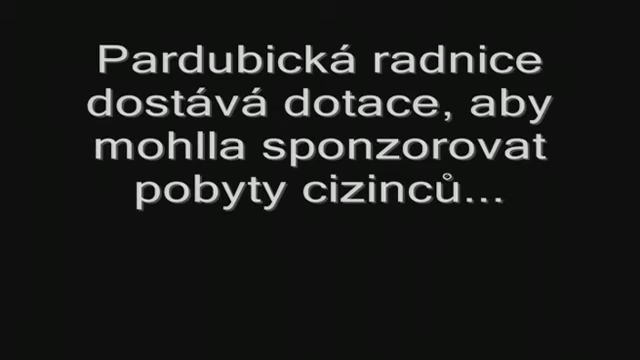 Pardubická radnice
dostává dotace, aby
mohlla sponzorovat
pobyty cizinců...